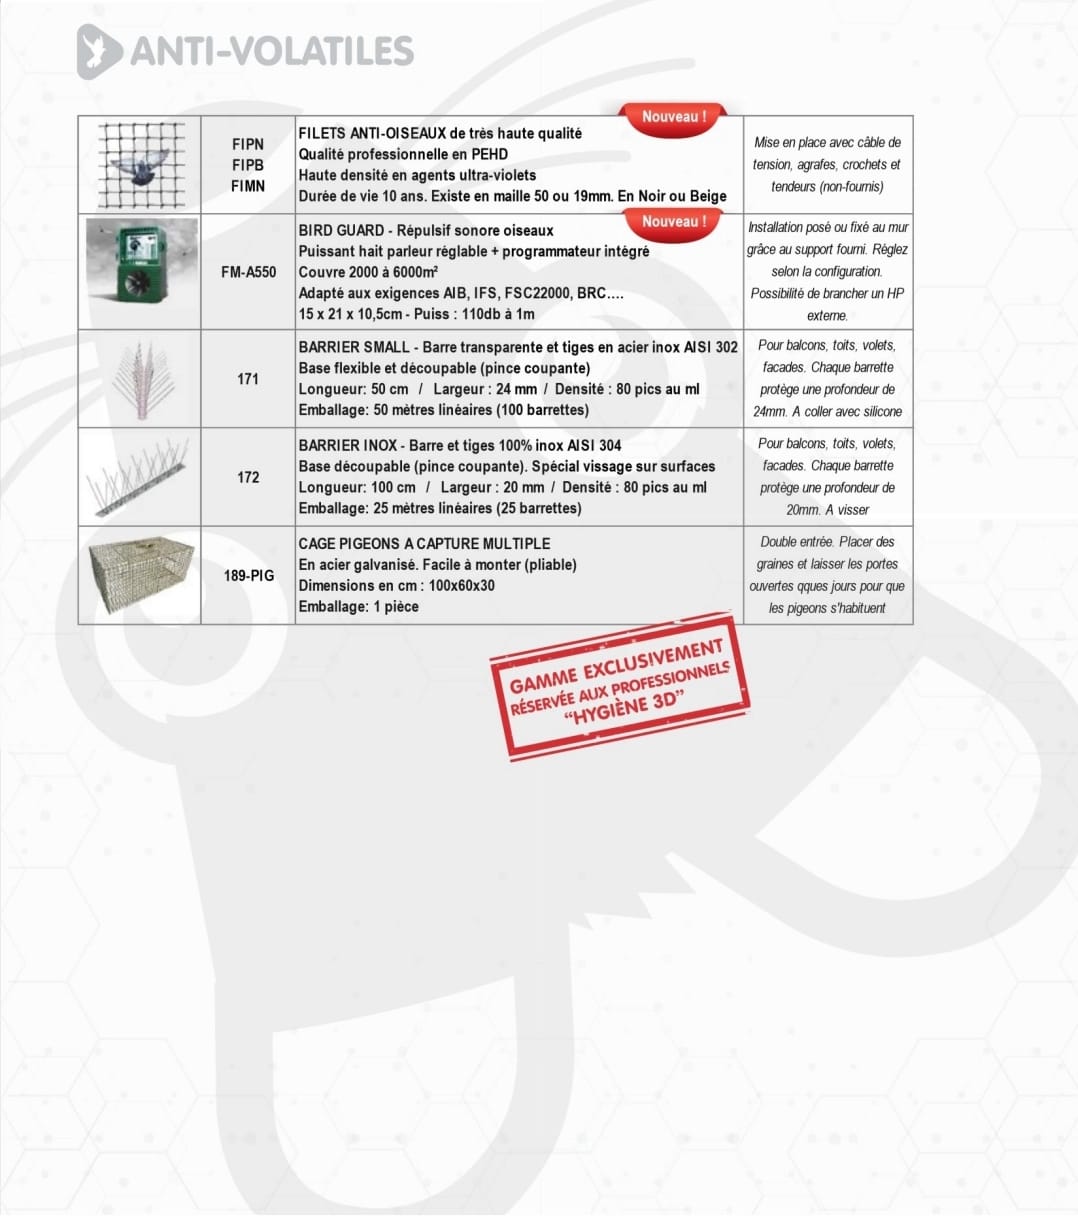 ANTI-VOLATILES
Nouveau !
FIPN
FIPB
FIMN
FILETS ANTI-OISEAUX de très haute qualité
Qualité professionnelle en PEHD
Haute densité en agents ultra-violets
Durée de vie 10 ans. Existe en maille 50 ou 19mm. En Noir ou Beige
Mise en place avec câble de
tension, agrafes, crochets et
tendeurs (non-fournis)
Nouveau !
FM-A550
BIRD GUARD - Répulsif sonore oiseaux
Puissant hait parleur réglable + programmateur intégré
Couvre 2000 à 6000m²
Adapté aux exigences AIB, IFS, FSC22000, BRC....
15 x 21 x 10,5cm - Puiss : 110db à 1m
Installation posé ou fixé au mur
grâce au support fourni. Réglez
selon la configuration.
Possibilité de brancher un HP
externe.
171
BARRIER SMALL - Barre transparente et tiges en acier inox AISI 302
Base flexible et découpable (pince coupante)
Longueur: 50 cm / Largeur : 24 mm / Densité : 80 pics au ml
Emballage: 50 mètres linéaires (100 barrettes)
Pour balcons, toits, volets,
facades. Chaque barrette
protège une profondeur de
24mm. A coller avec silicone
172
BARRIER INOX - Barre et tiges 100% inox AISI 304
Base découpable (pince coupante). Spécial vissage sur surfaces
Longueur: 100 cm / Largeur : 20 mm / Densité : 80 pics au ml
Emballage: 25 mètres linéaires (25 barrettes)
Pour balcons, toits, volets,
facades. Chaque barrette
protège une profondeur de
20mm. A visser
189-PIG
CAGE PIGEONS A CAPTURE MULTIPLE
En acier galvanisé. Facile à monter (pliable)
Dimensions en cm : 100x60x30
Emballage: 1 pièce
Double entrée. Placer des
graines et laisser les portes
ouvertes qques jours pour que
les pigeons s'habituent
GAMME EXCLUSIVEMENT
RÉSERVÉE AUX PROFESSIONNELS
“HYGIÈNE 3D”